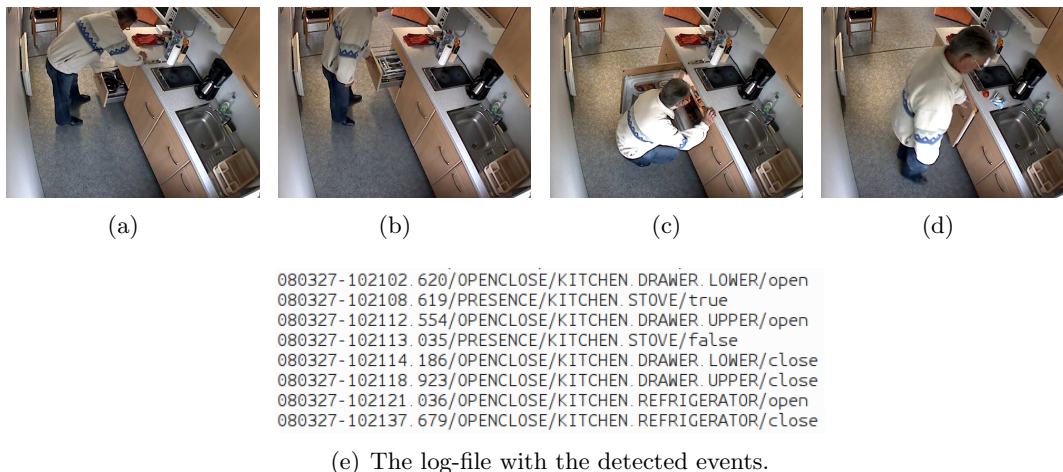 (a)
(b)
(c)
(d)
080327-102102.620/OPENCLOSE/KITCHEN.DRAWER.LOWER/open
080327-102108.619/PRESENCE/KITCHEN.STOVE/true
080327-102112.554/OPENCLOSE/KITCHEN.DRAWER.UPPER/open
080327-102113.035/PRESENCE/KITCHEN.STOVE/false
080327-102114.186/OPENCLOSE/KITCHEN.DRAWER.LOWER/close
080327-102118.923/OPENCLOSE/KITCHEN.DRAWER.UPPER/close
080327-102121.036/OPENCLOSE/KITCHEN.REFRIGERATOR/open
080327-102137.679/OPENCLOSE/KITCHEN.REFRIGERATOR/close
(e) The log-file with the detected events.